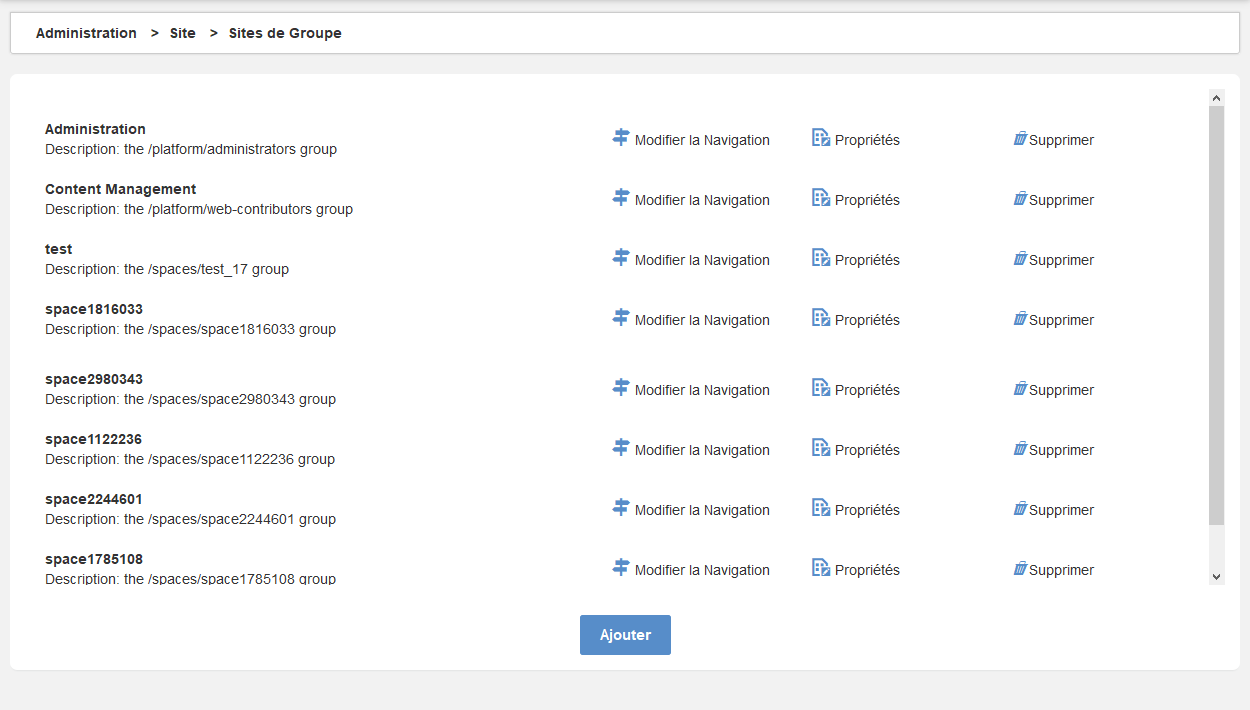 Administration > Site > Sites de Groupe
Administration
Description: the /platform/administrators group
Modifier la Navigation
Propriétés
Supprimer
Content Management
Description: the /platform/web-contributors group
Modifier la Navigation
Propriétés
Supprimer
test
Description: the /spaces/test_17 group
Modifier la Navigation
Propriétés
Supprimer
space1816033
Description: the /spaces/space1816033 group
Modifier la Navigation
Propriétés
Supprimer
space2980343
Description: the /spaces/space2980343 group
Modifier la Navigation
Propriétés
Supprimer
space1122236
Description: the /spaces/space1122236 group
Modifier la Navigation
Propriétés
Supprimer
space2244601
Description: the /spaces/space2244601 group
Modifier la Navigation
Propriétés
Supprimer
space1785108
Description: the /spaces/space1785108 group
Modifier la Navigation
Propriétés
Supprimer
Ajouter